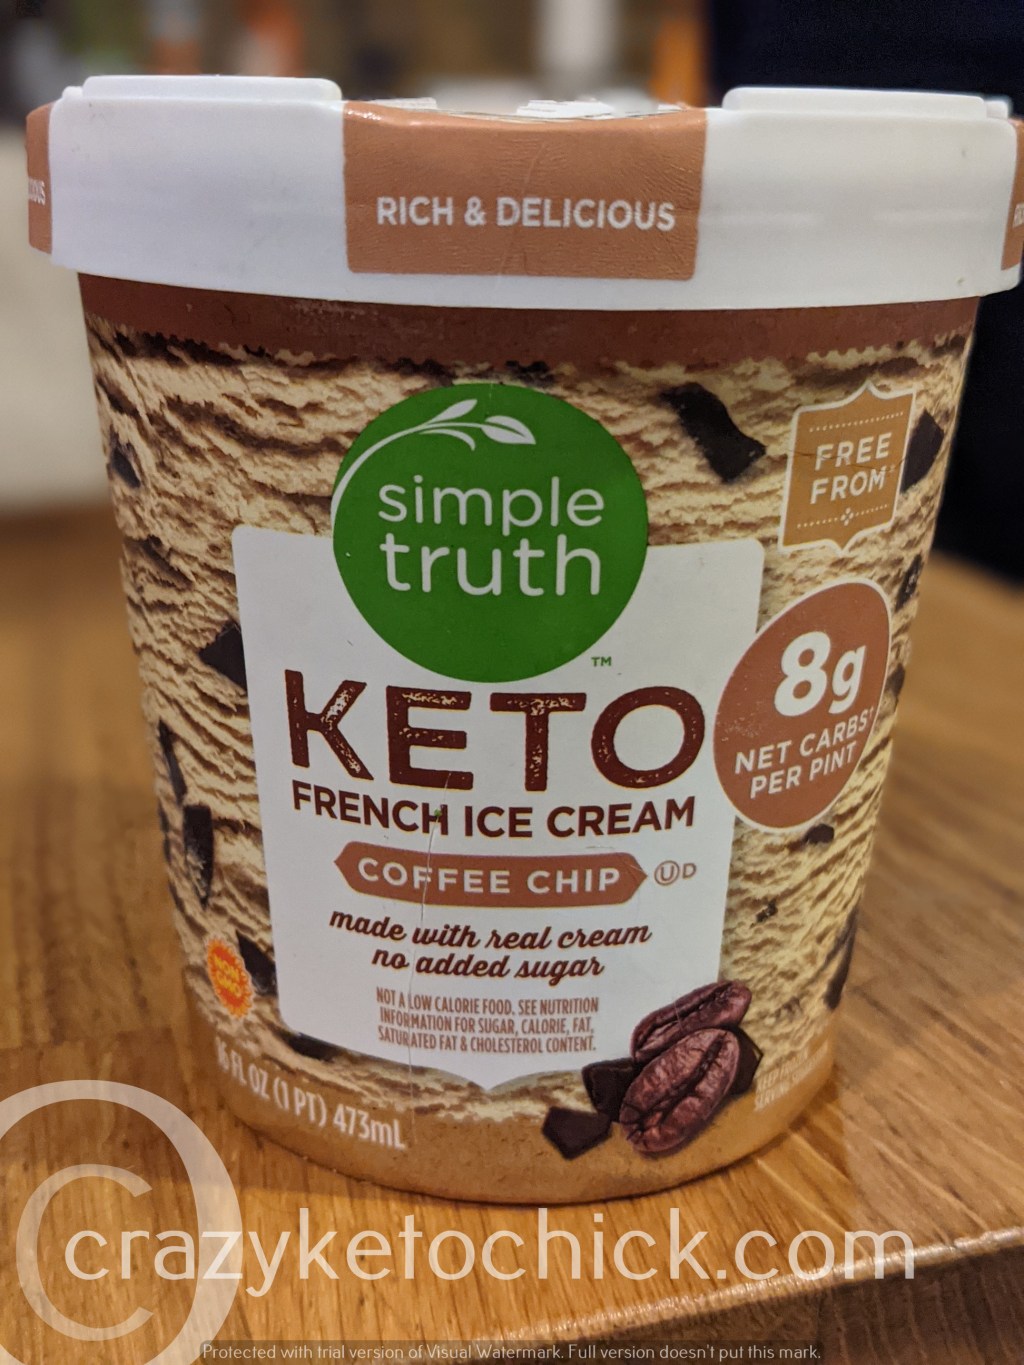 RICH & DELICIOUS
FREE
FROM‡
simple
truth
™
KETO
8g
NET CARBS†
PER PINT
FRENCH ICE CREAM
COFFEE CHIP
U D
made with real cream
no added sugar
NON
GMO
NOT A LOW CALORIE FOOD. SEE NUTRITION
INFORMATION FOR SUGAR, CALORIE, FAT,
SATURATED FAT & CHOLESTEROL CONTENT.
16 FL OZ (1 PT) 473mL
©
crazyketochick.com
Protected with trial version of Visual Watermark. Full version doesn't put this mark.